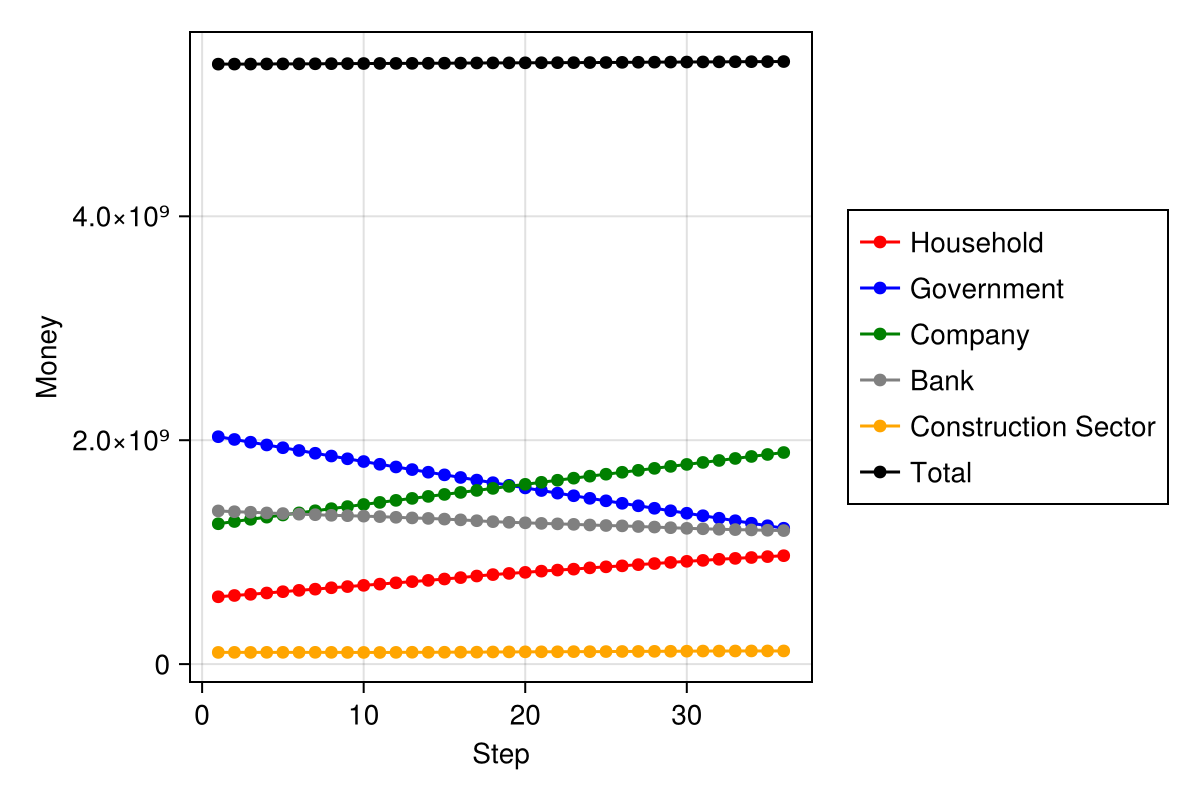 4.0×10⁹
2.0×10⁹
0
Money
0 10 20 30
Step
Household
Government
Company
Bank
Construction Sector
Total